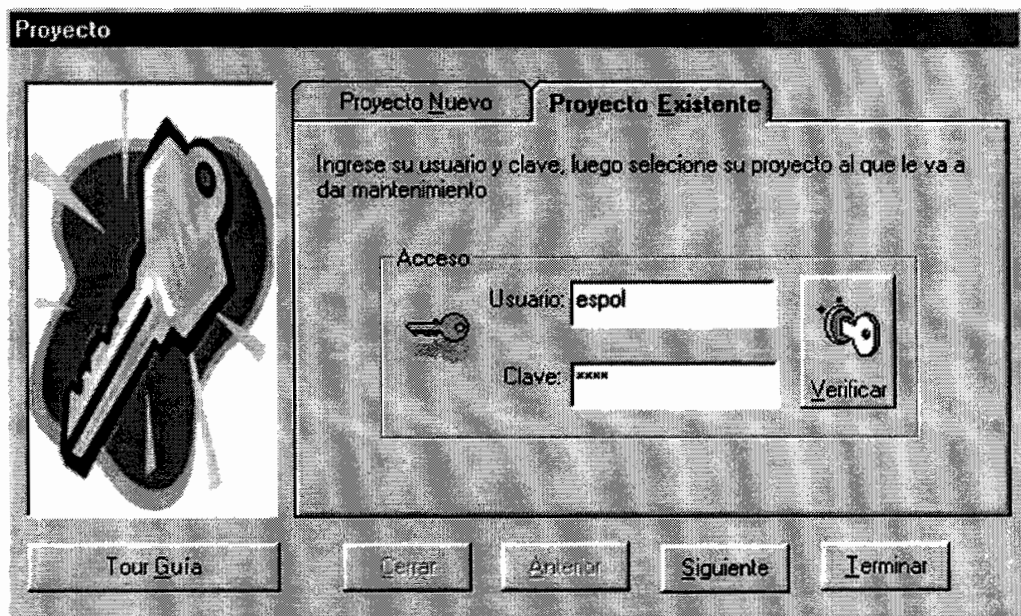 Proyecto
Proyecto Nuevo
Proyecto Existente
Ingrese su usuario y clave, luego selecione su proyecto al que le va a
dar mantenimiento
Acceso
Usuario: espol
Clave: ****
Verificar
Tour Guía
Cerrar
Anterior
Siguiente
Terminar